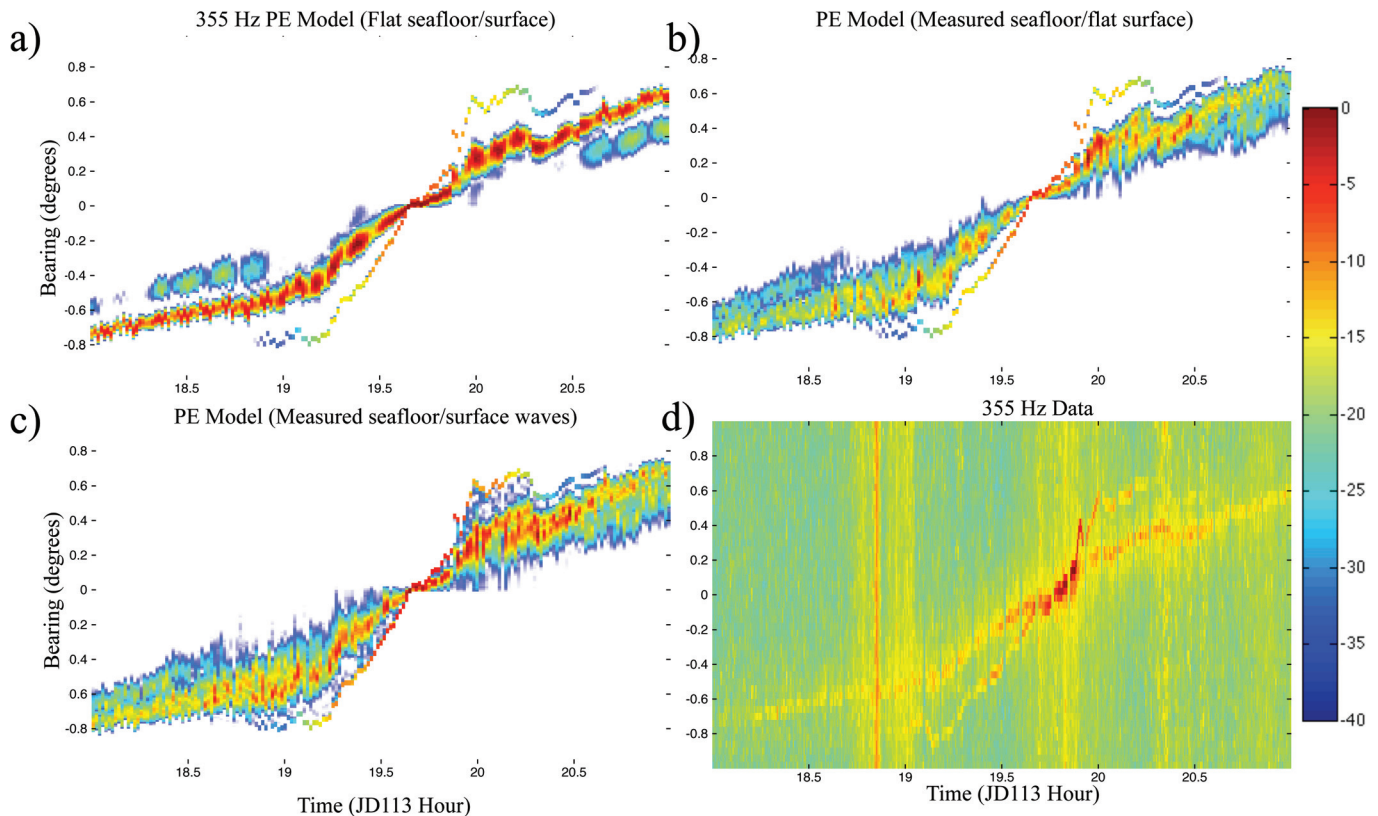 a)
355 Hz PE Model (Flat seafloor/surface)
Bearing (degrees)
0.8
0.6
0.4
0.2
0
-0.2
-0.4
-0.6
-0.8
18.5 19 19.5 20 20.5
b)
PE Model (Measured seafloor/flat surface)
0.8
0.6
0.4
0.2
0
-0.2
-0.4
-0.6
-0.8
18.5 19 19.5 20 20.5
0
-5
-10
-15
-20
-25
-30
-35
-40
c)
PE Model (Measured seafloor/surface waves)
Bearing (degrees)
0.8
0.6
0.4
0.2
0
-0.2
-0.4
0.6
-0.8
18.5 19 19.5 20 20.5
Time (JD113 Hour)
d)
355 Hz Data
0.8
0.6
0.4
0.2
0
-0.2
-0.4
-0.6
-0.8
18.5 19 19.5 20 20.5
Time (JD113 Hour)